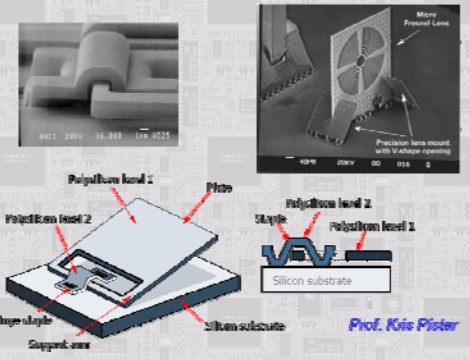 Micro
Fresnel Lens
Precision lens mount
with V-shape opening
20KV
Polysilicon level 1
Plate
Polysilicon level 2
Polysilicon level 2
Staple
Polysilicon level 1
Silicon substrate
Silicon substrate
Support arm
Prof. Kris Pister